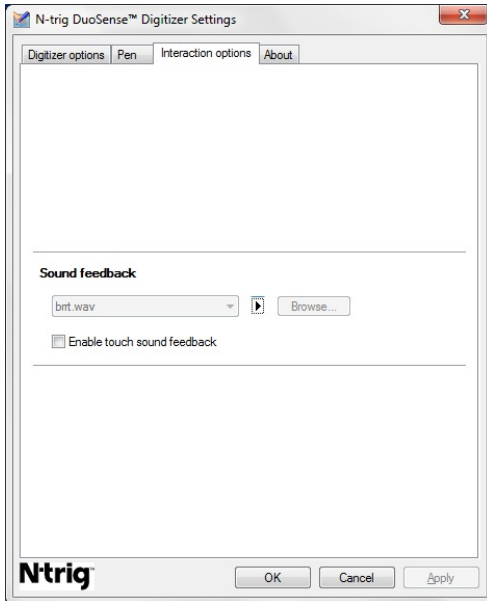 N-trig DuoSense™ Digitizer Settings
Digitizer options Pen Interaction options About
Sound feedback
brrt.wav Browse...
Enable touch sound feedback
N-trig™ OK Cancel Apply